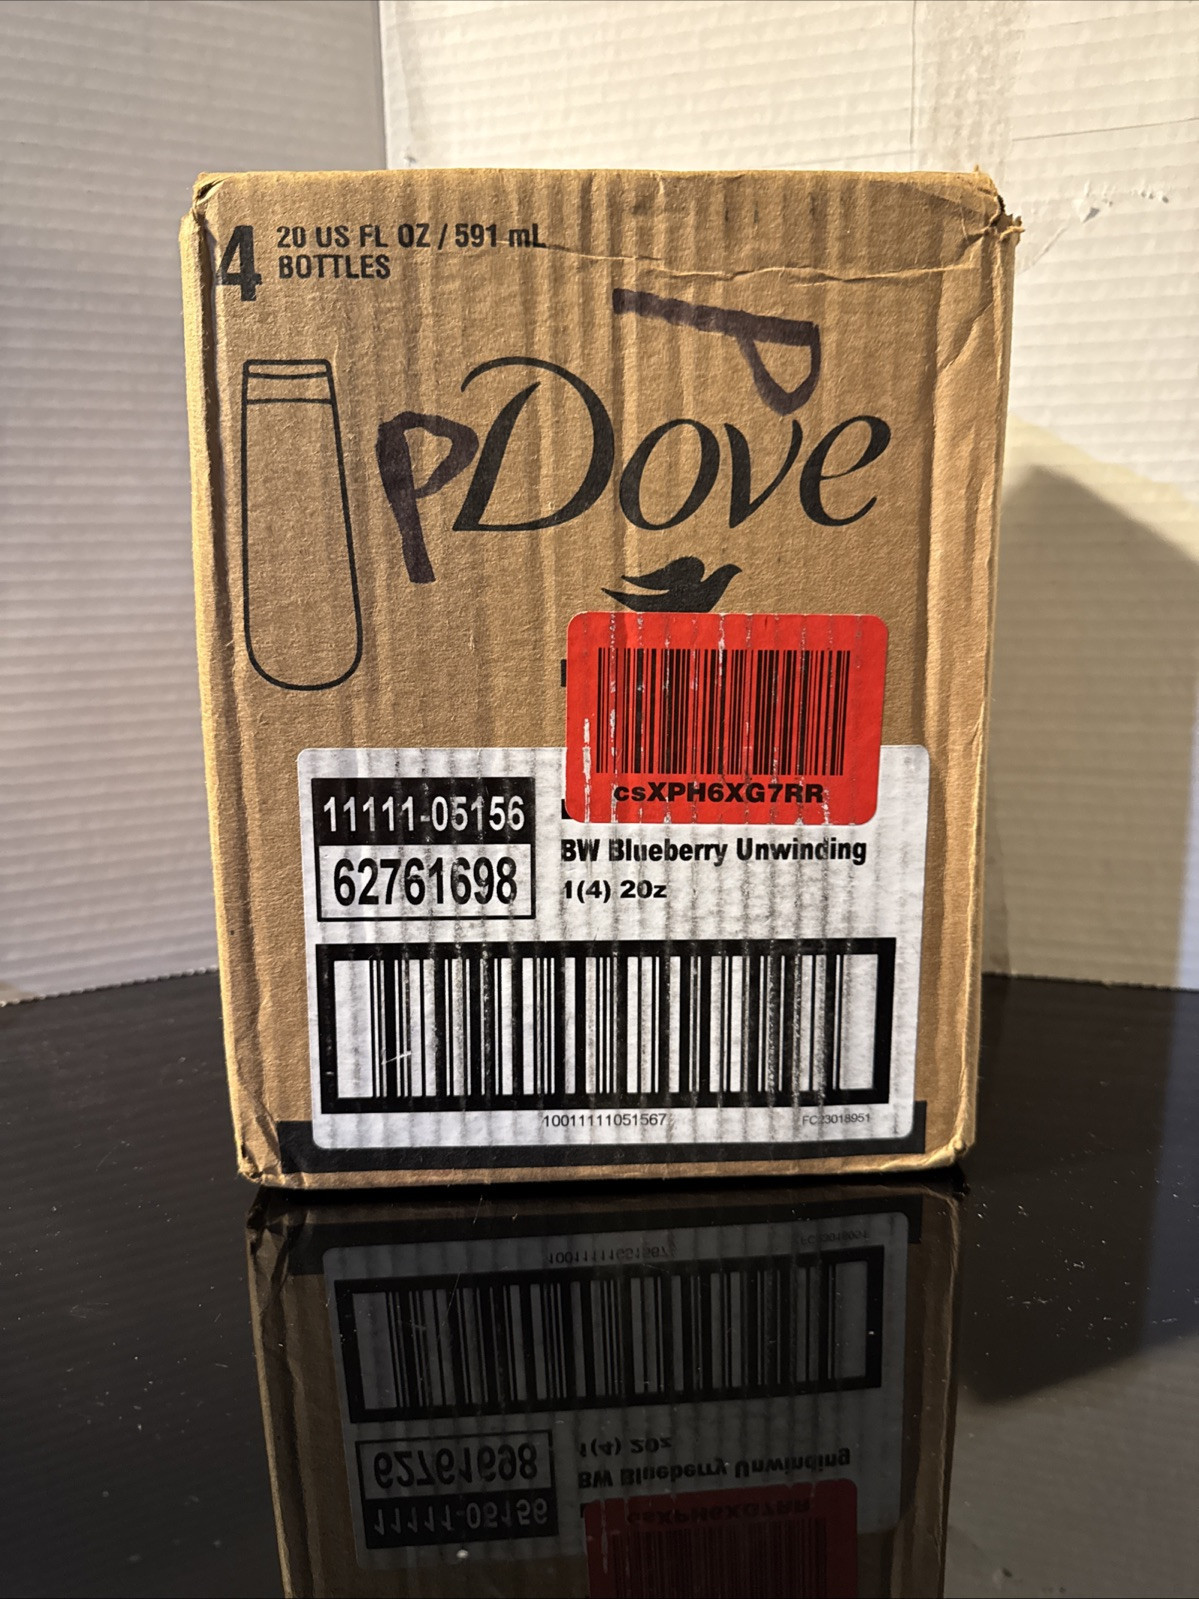 4
20 US FL OZ / 591 mL
BOTTLES
P
P
Dove
csXPH6XG7RR
11111-05156
62761698
BW Blueberry Unwinding
1(4) 20z
10011111051567
FC23018951